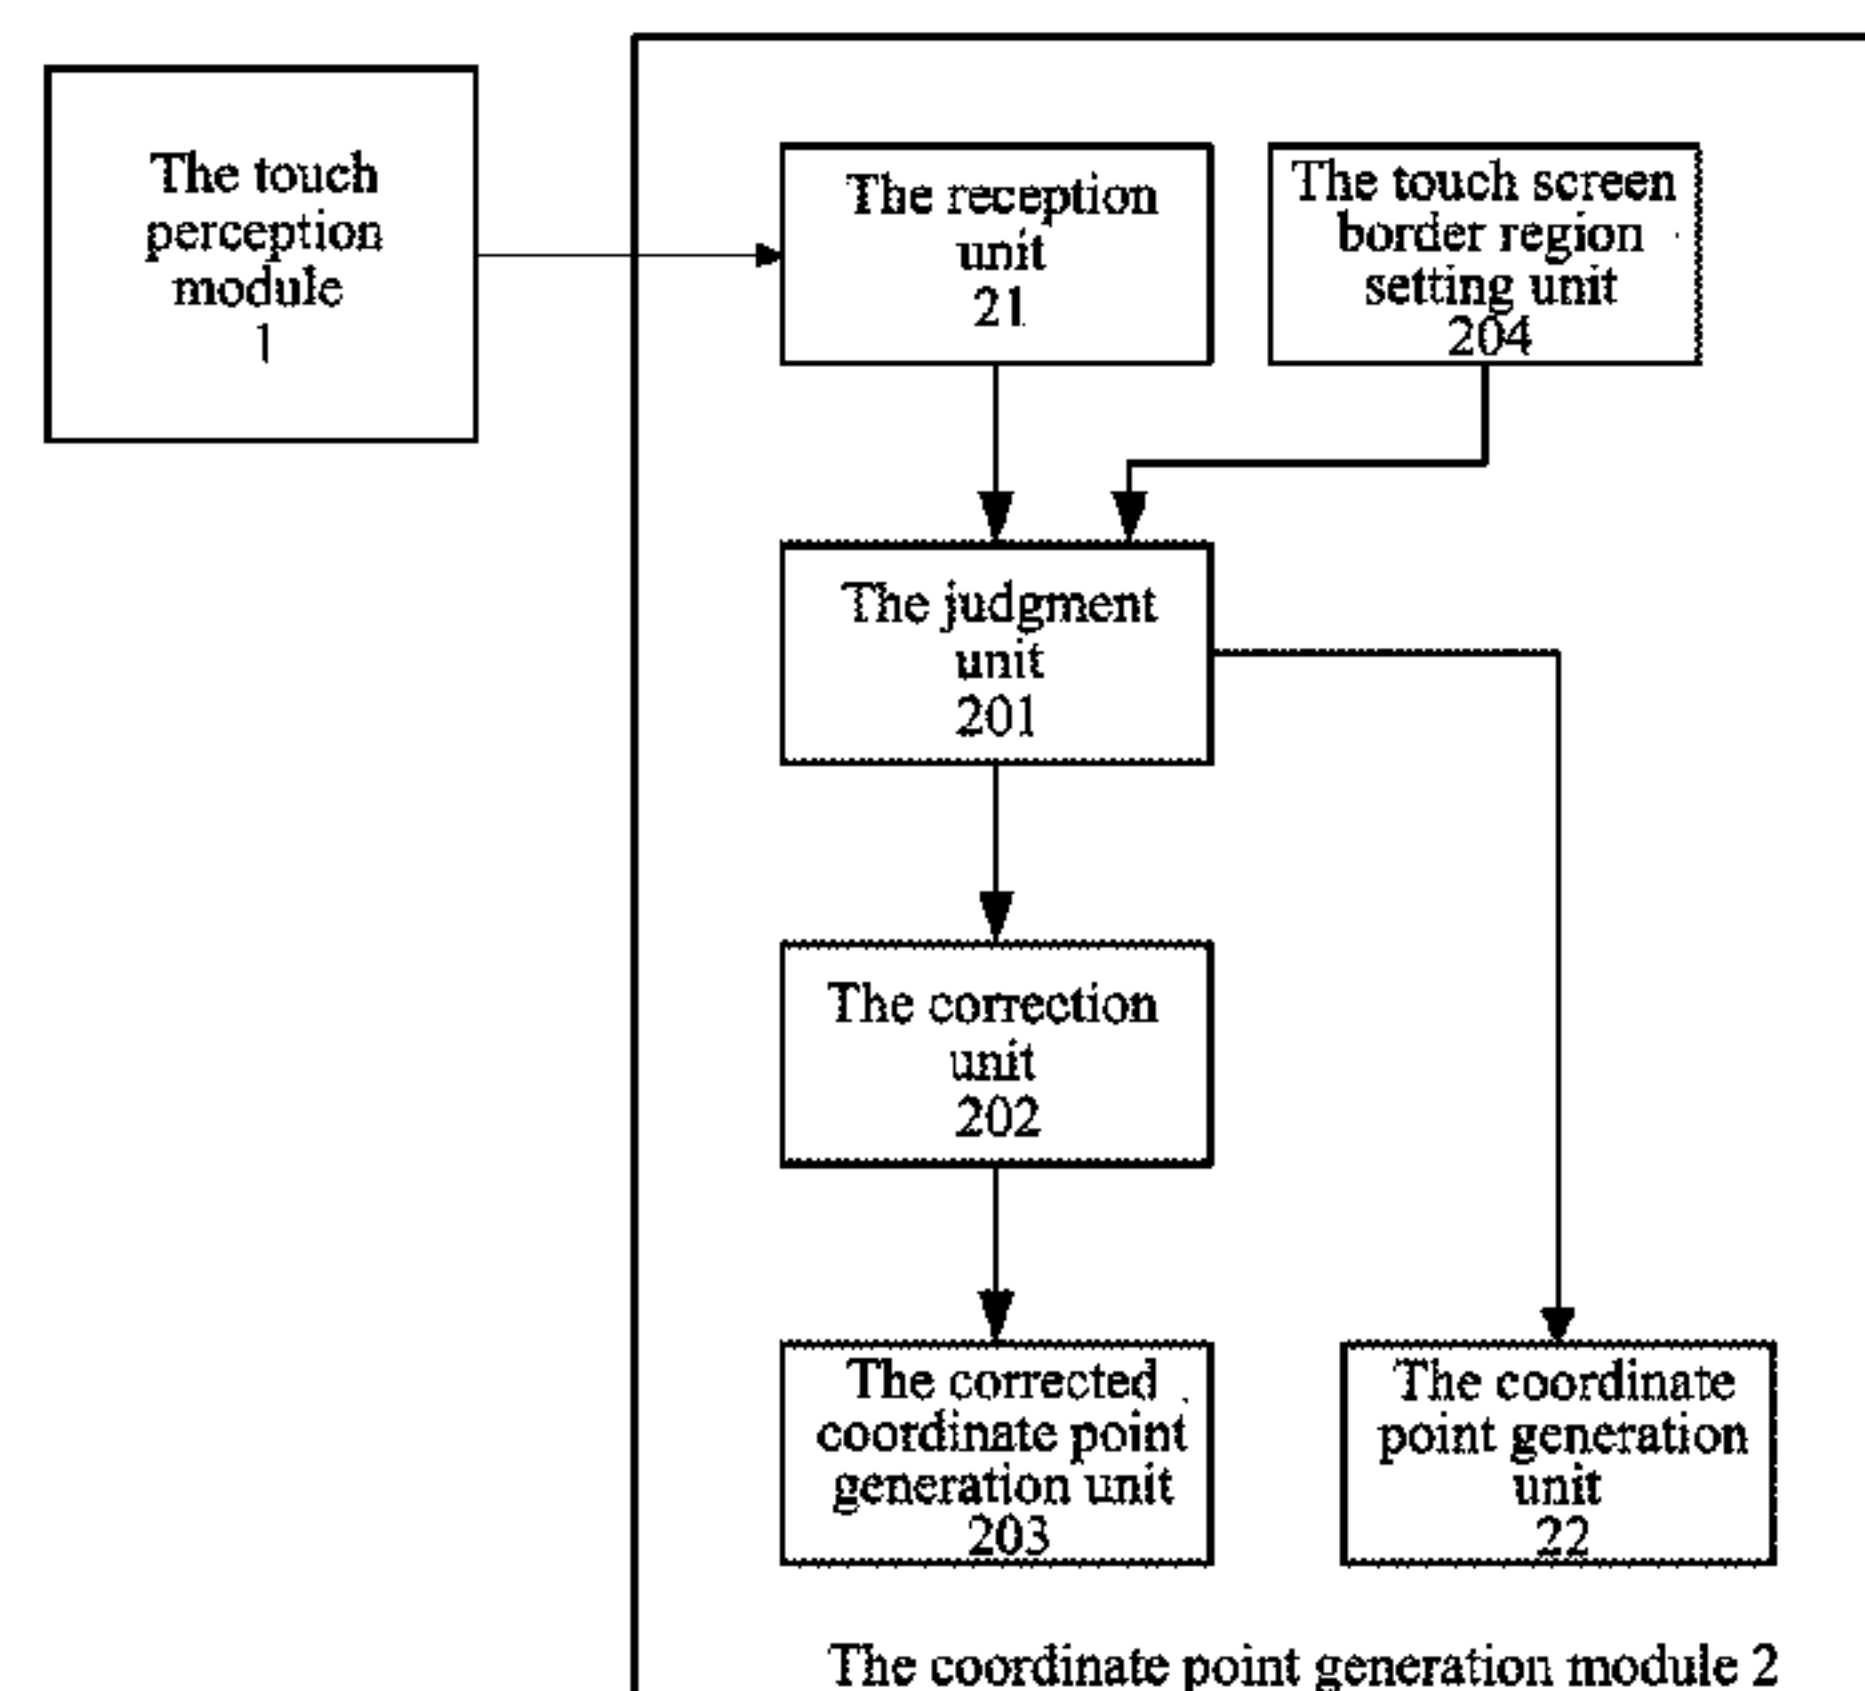 The touch
perception
module
1
The reception
unit
21
The touch screen
border region
setting unit
204
The judgment
unit
201
The correction
unit
202
The corrected
coordinate point
generation unit
203
The coordinate
point generation
unit
22
The coordinate point generation module 2